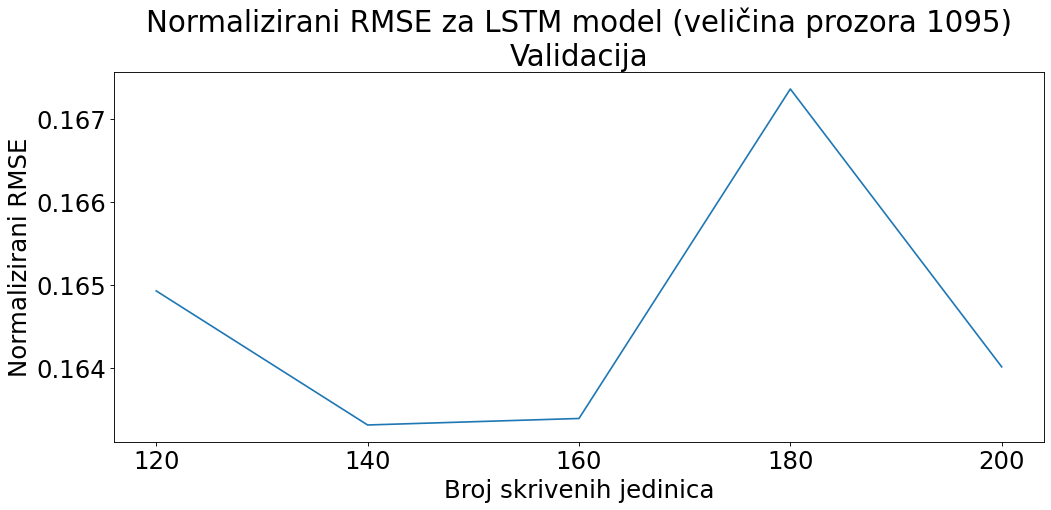 Normalizirani RMSE za LSTM model (veličina prozora 1095)
Validacija
Normalizirani RMSE
0.167
0.166
0.165
0.164
120 140 160 180 200
Broj skrivenih jedinica